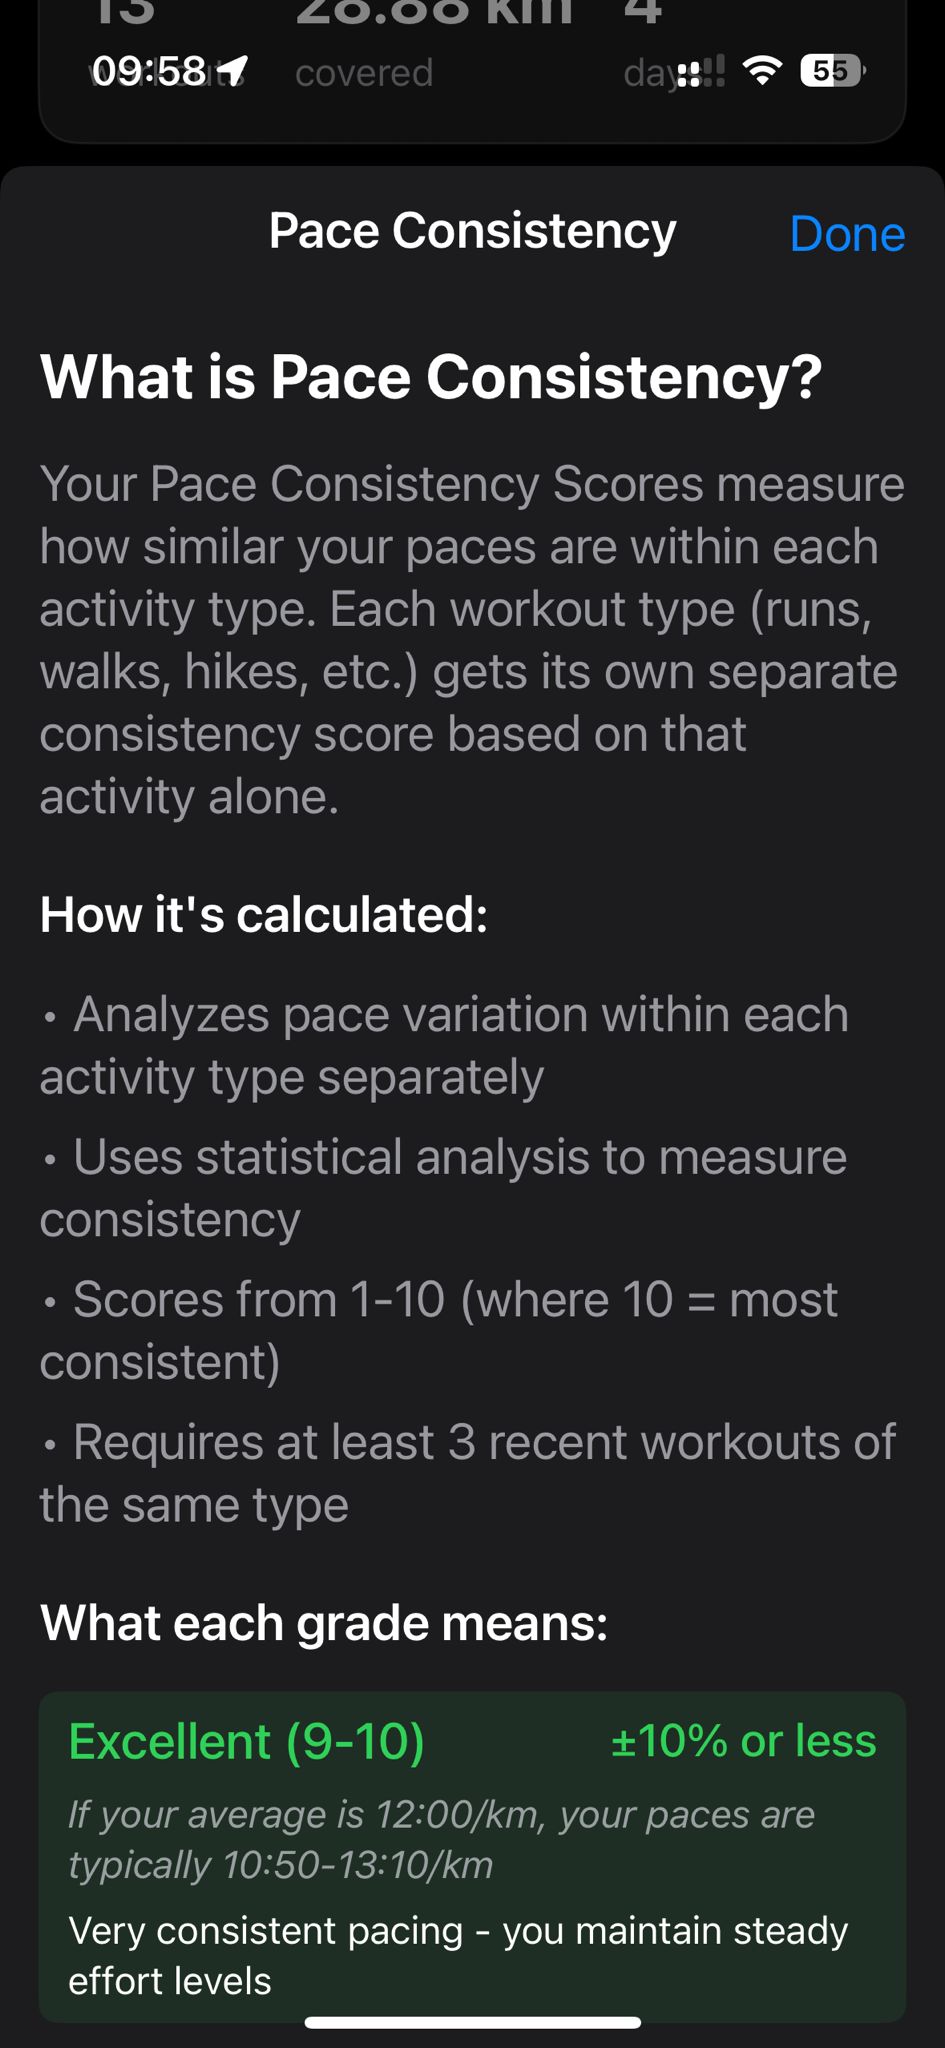 13 28.88 km 4
09:58 workouts covered days 55
Pace Consistency Done
What is Pace Consistency?
Your Pace Consistency Scores measure
how similar your paces are within each
activity type. Each workout type (runs,
walks, hikes, etc.) gets its own separate
consistency score based on that
activity alone.
How it's calculated:
• Analyzes pace variation within each
activity type separately
• Uses statistical analysis to measure
consistency
• Scores from 1-10 (where 10 = most
consistent)
• Requires at least 3 recent workouts of
the same type
What each grade means:
Excellent (9-10) ±10% or less
If your average is 12:00/km, your paces are
typically 10:50-13:10/km
Very consistent pacing - you maintain steady
effort levels